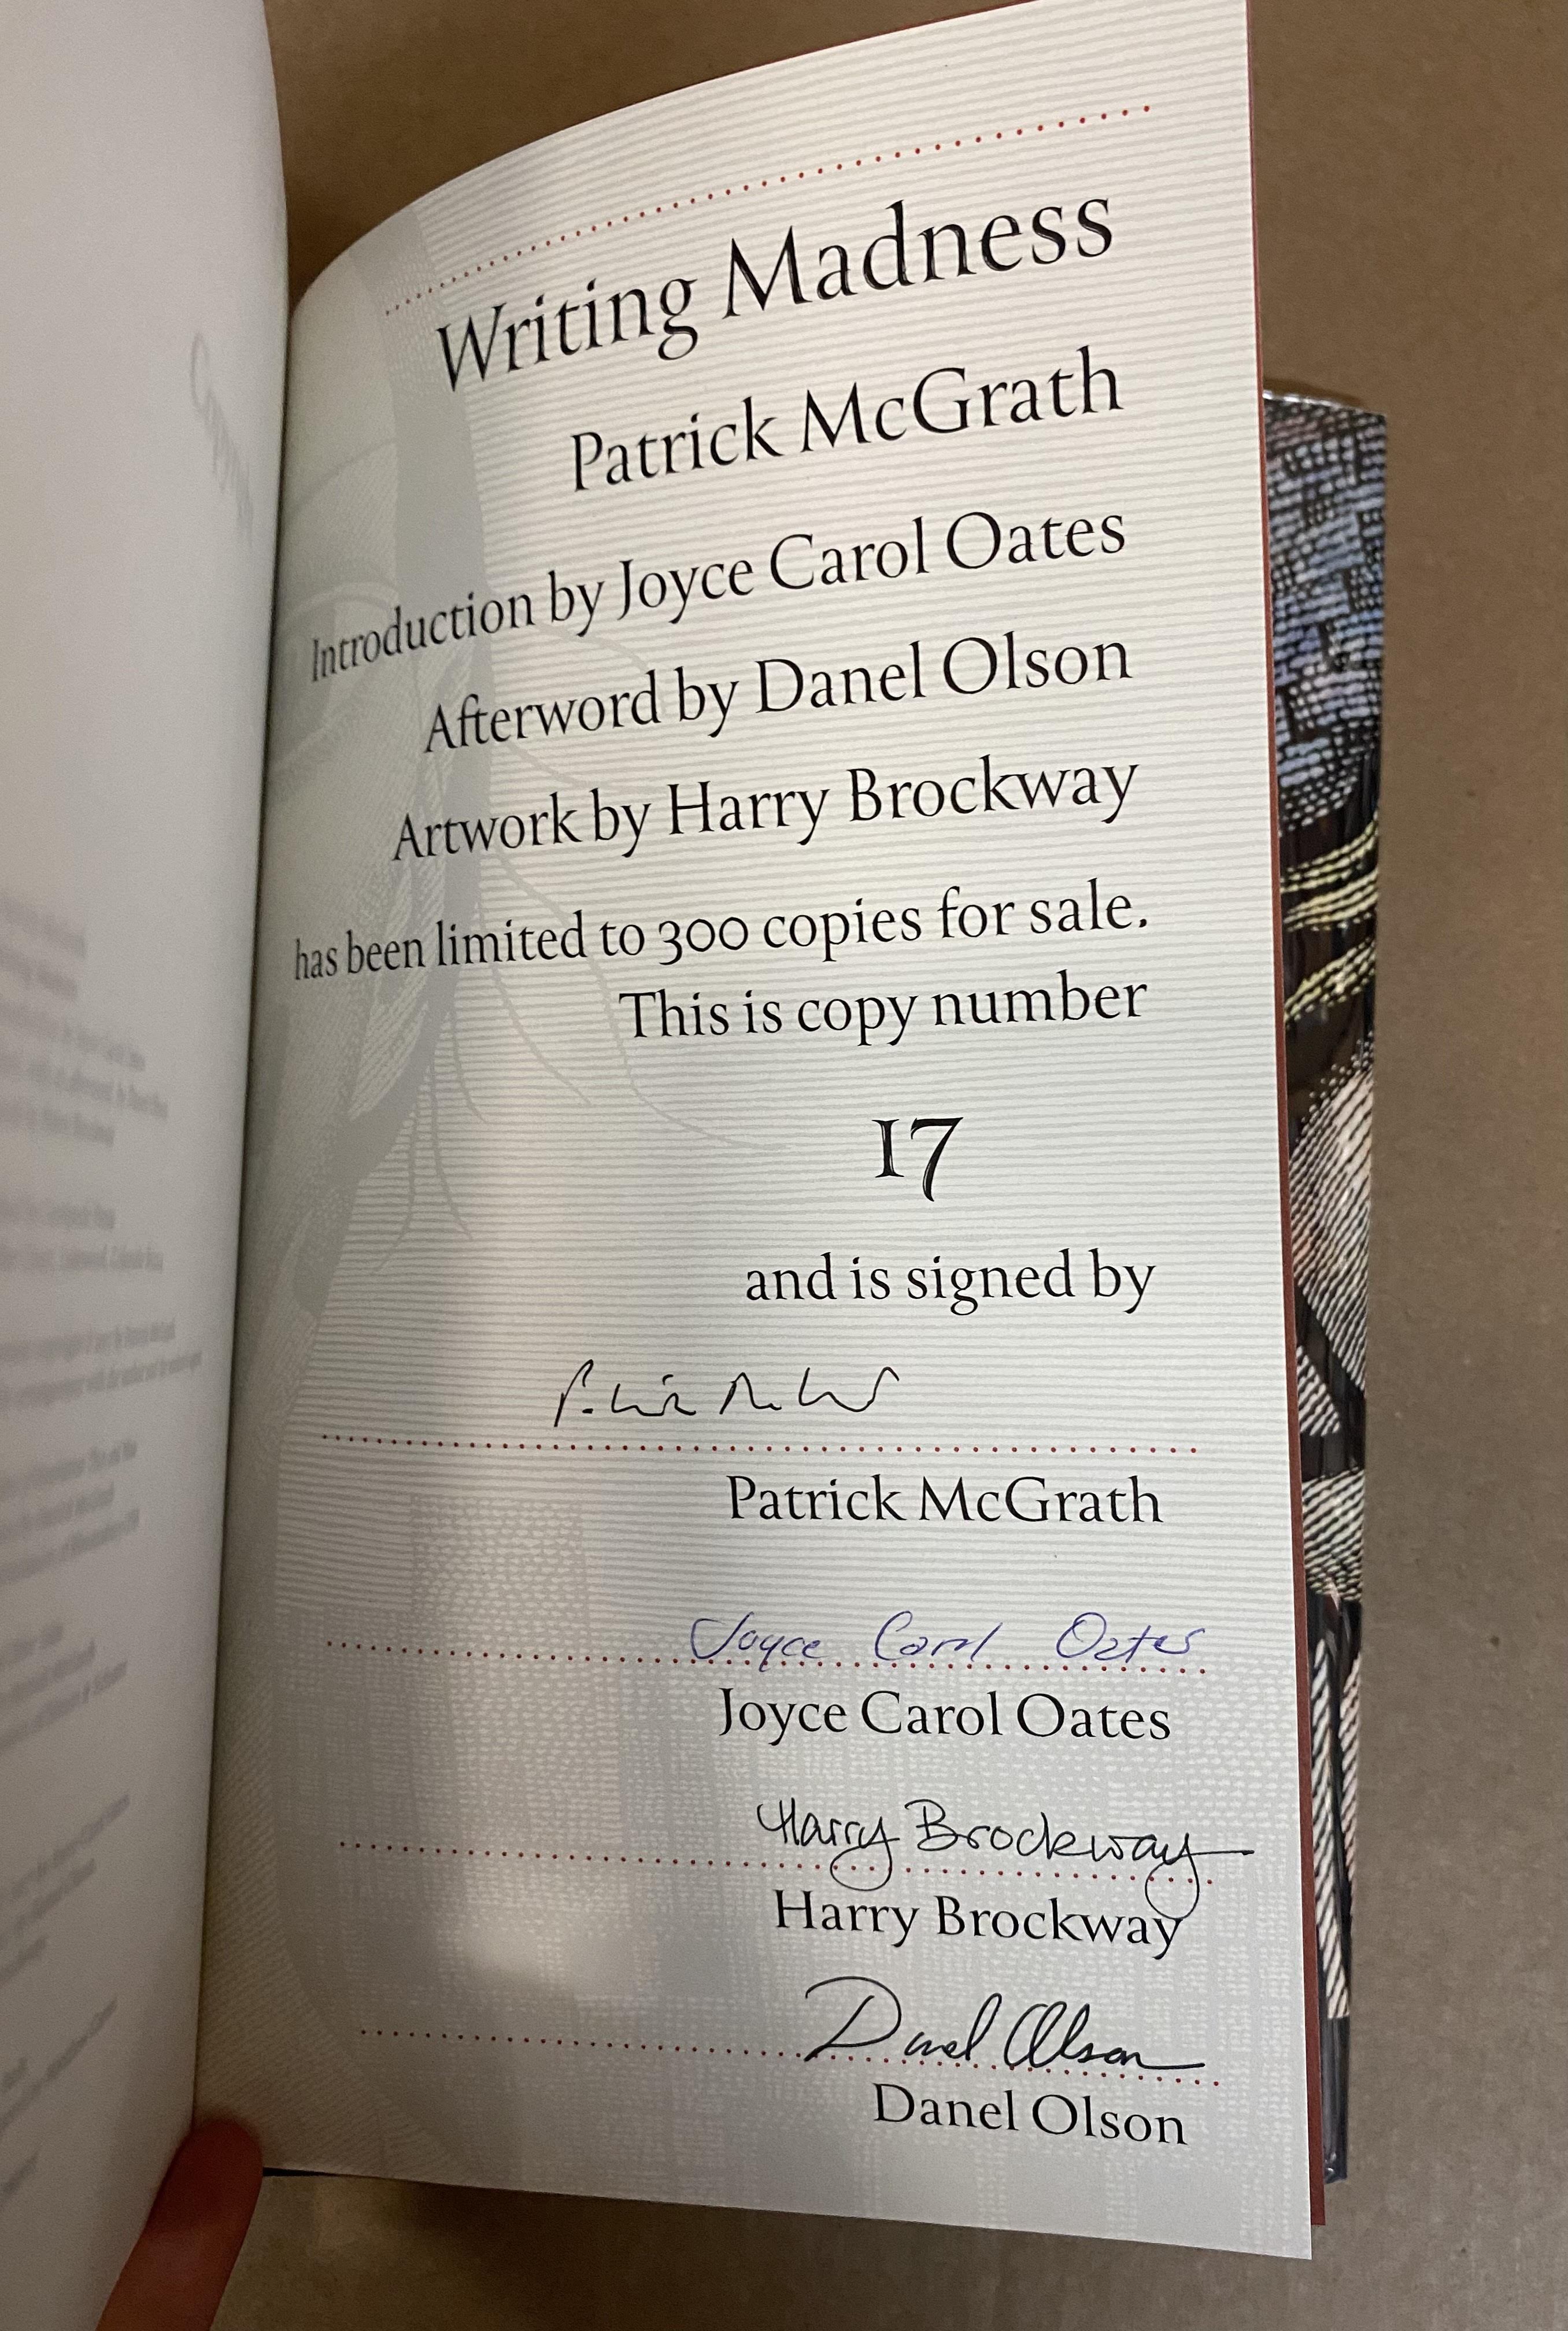 Writing Madness
Patrick McGrath
Introduction by Joyce Carol Oates
Afterword by Danel Olson
Artwork by Harry Brockway
has been limited to 300 copies for sale.
This is copy number
17
and is signed by
Patrick McGrath
Joyce Carol Oates
Joyce Carol Oates
Harry Brockway
Harry Brockway
Danel Olson
Danel Olson